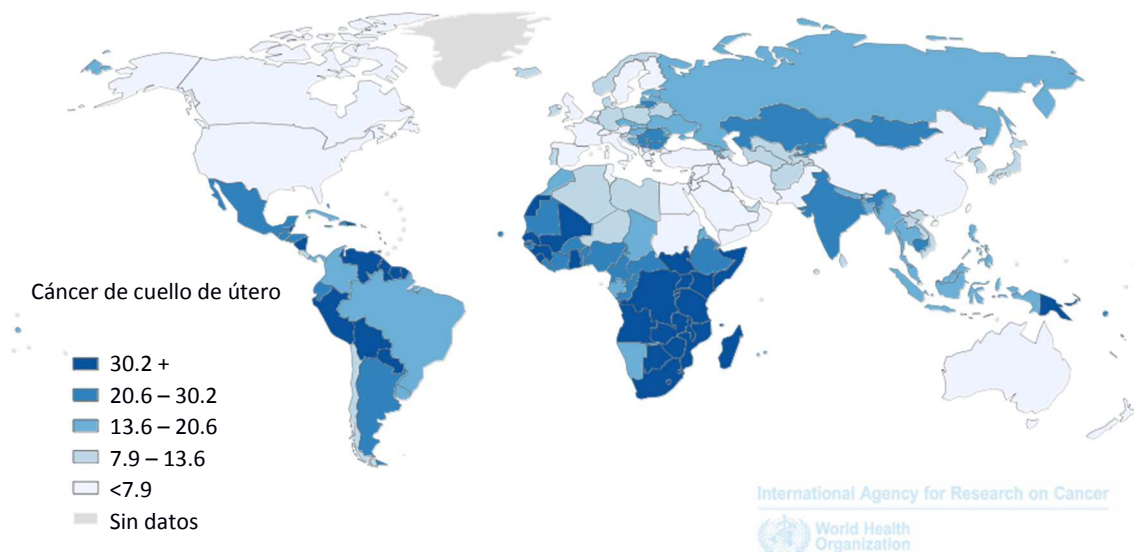 Cáncer de cuello de útero
30.2 +
20.6 – 30.2
13.6 – 20.6
7.9 – 13.6
<7.9
Sin datos
International Agency for Research on Cancer
World Health
Organization